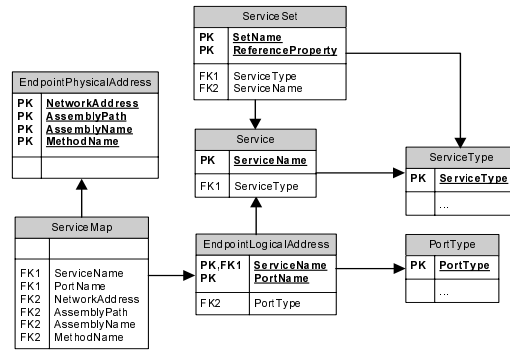 ServiceSet
PK SetName
PK ReferenceProperty
FK1 ServiceType
FK2 ServiceName
EndpointPhysicalAddress
PK NetworkAddress
PK AssemblyPath
PK AssemblyName
PK MethodName
Service
PK ServiceName
FK1 ServiceType
ServiceType
PK ServiceType
...
ServiceMap
FK1 ServiceName
FK1 PortName
FK2 NetworkAddress
FK2 AssemblyPath
FK2 AssemblyName
FK2 MethodName
EndpointLogicalAddress
PK,FK1 ServiceName
PK PortName
FK2 PortType
PortType
PK PortType
...